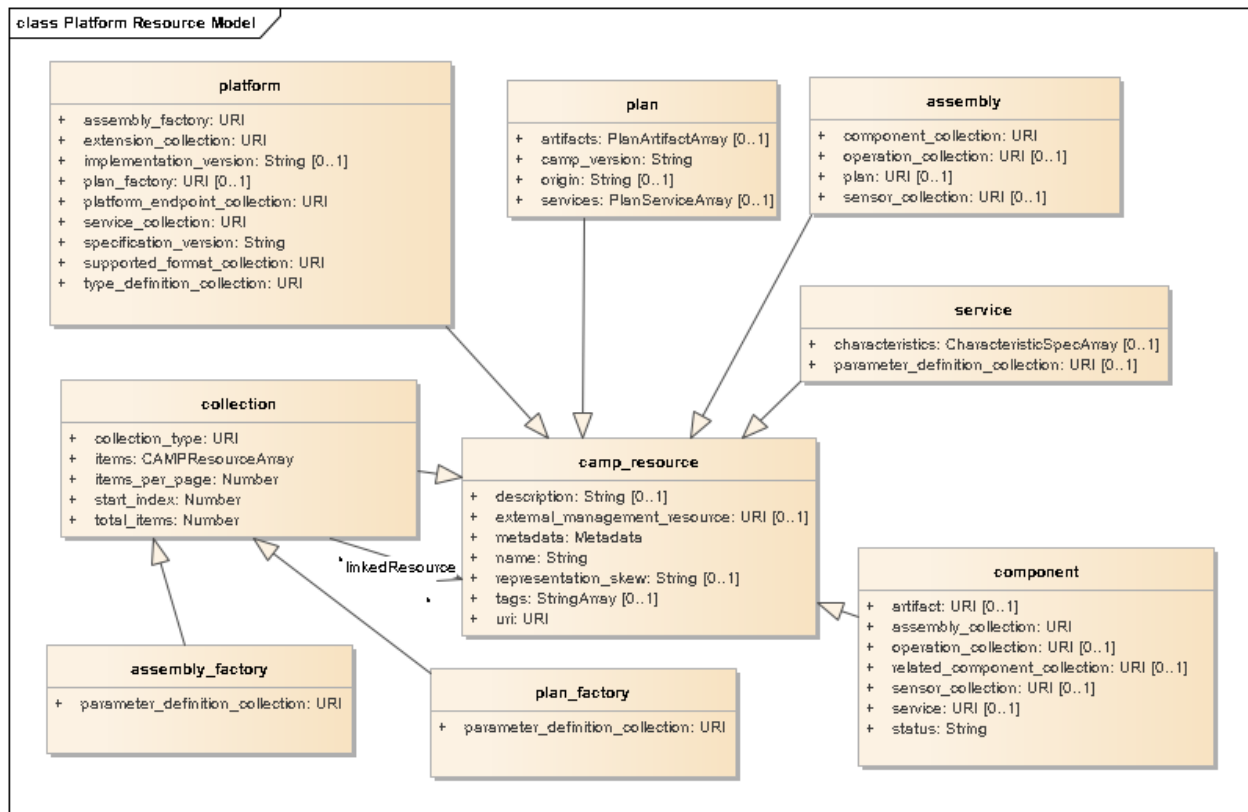 class Platform Resource Model
platform
+ assembly_factory: URI
+ extension_collection: URI
+ implementation_version: String [0..1]
+ plan_factory: URI [0..1]
+ platform_endpoint_collection: URI
+ service_collection: URI
+ specification_version: String
+ supported_format_collection: URI
+ type_definition_collection: URI
plan
+ artifacts: PlanArtifactArray [0..1]
+ camp_version: String
+ origin: String [0..1]
+ services: PlanServiceArray [0..1]
assembly
+ component_collection: URI
+ operation_collection: URI [0..1]
+ plan: URI [0..1]
+ sensor_collection: URI [0..1]
service
+ characteristics: CharacteristicSpecArray [0..1]
+ parameter_definition_collection: URI [0..1]
collection
+ collection_type: URI
+ items: CAMPResourceArray
+ items_per_page: Number
+ start_index: Number
+ total_items: Number
camp_resource
+ description: String [0..1]
+ external_management_resource: URI [0..1]
+ metadata: Metadata
+ name: String
+ representation_skew: String [0..1]
+ tags: StringArray [0..1]
+ uri: URI
*
linkedResource
*
component
+ artifact: URI [0..1]
+ assembly_collection: URI
+ operation_collection: URI [0..1]
+ related_component_collection: URI [0..1]
+ sensor_collection: URI [0..1]
+ service: URI [0..1]
+ status: String
assembly_factory
+ parameter_definition_collection: URI
plan_factory
+ parameter_definition_collection: URI